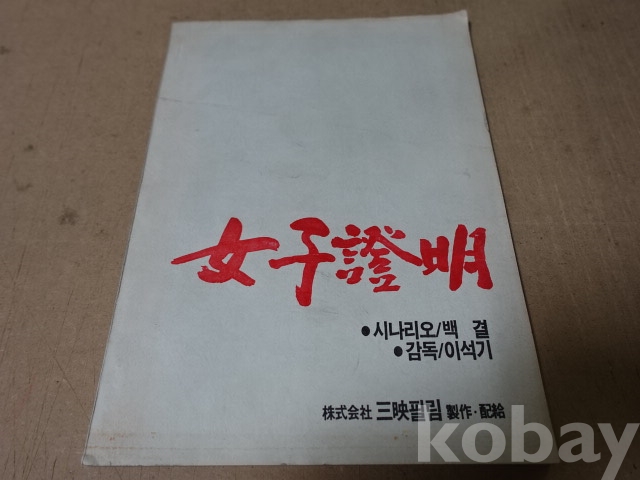 女子證明
●시나리오/백 결
●감독/이석기
株式会社 三映필림 製作·配給
kobay